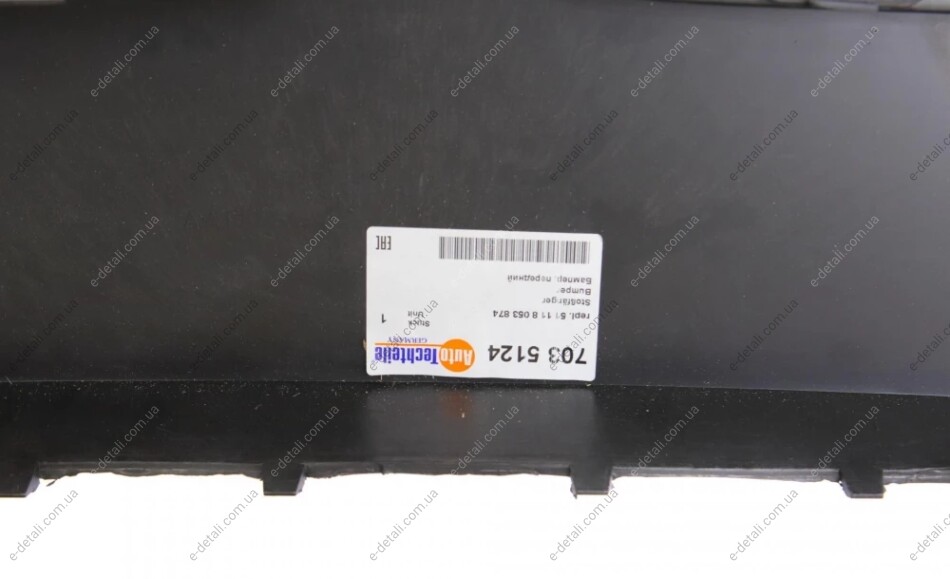 703 5124
AutoTechteile
GERMANY
repl. 51 11 8 053 874
Stück
Unit
1
Stoßfänger
Bumper
Бампер, передний
EAC
e-detali.com.ua